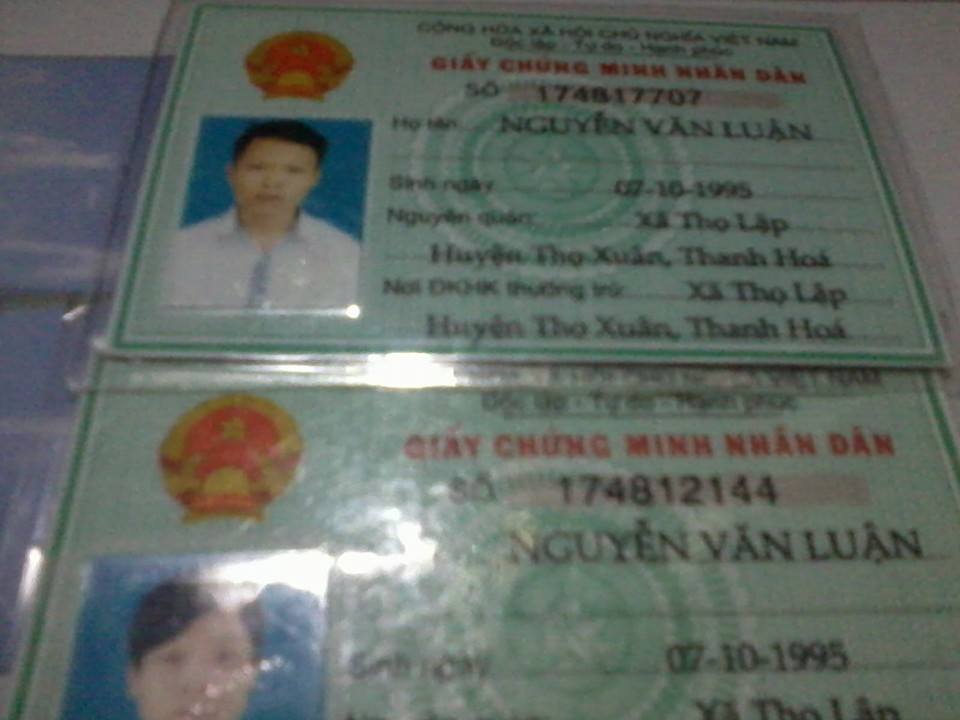 CỘNG HÒA XÃ HỘI CHỦ NGHĨA VIỆT NAM
Độc lập - Tự do - Hạnh phúc
GIẤY CHỨNG MINH NHÂN DÂN
SỐ 174817707
Họ tên: NGUYỄN VĂN LUẬN
Sinh ngày 07-10-1995
Nguyên quán: Xã Thọ Lập
Huyện Thọ Xuân, Thanh Hoá
Nơi ĐKHK thường trú: Xã Thọ Lập
Huyện Thọ Xuân, Thanh Hoá
VIỆT NAM
Độc lập - Tự do - Hạnh phúc
GIẤY CHỨNG MINH NHÂN DÂN
SỐ 174812144
NGUYỄN VĂN LUẬN
Sinh ngày 07-10-1995
Xã Thọ Lập